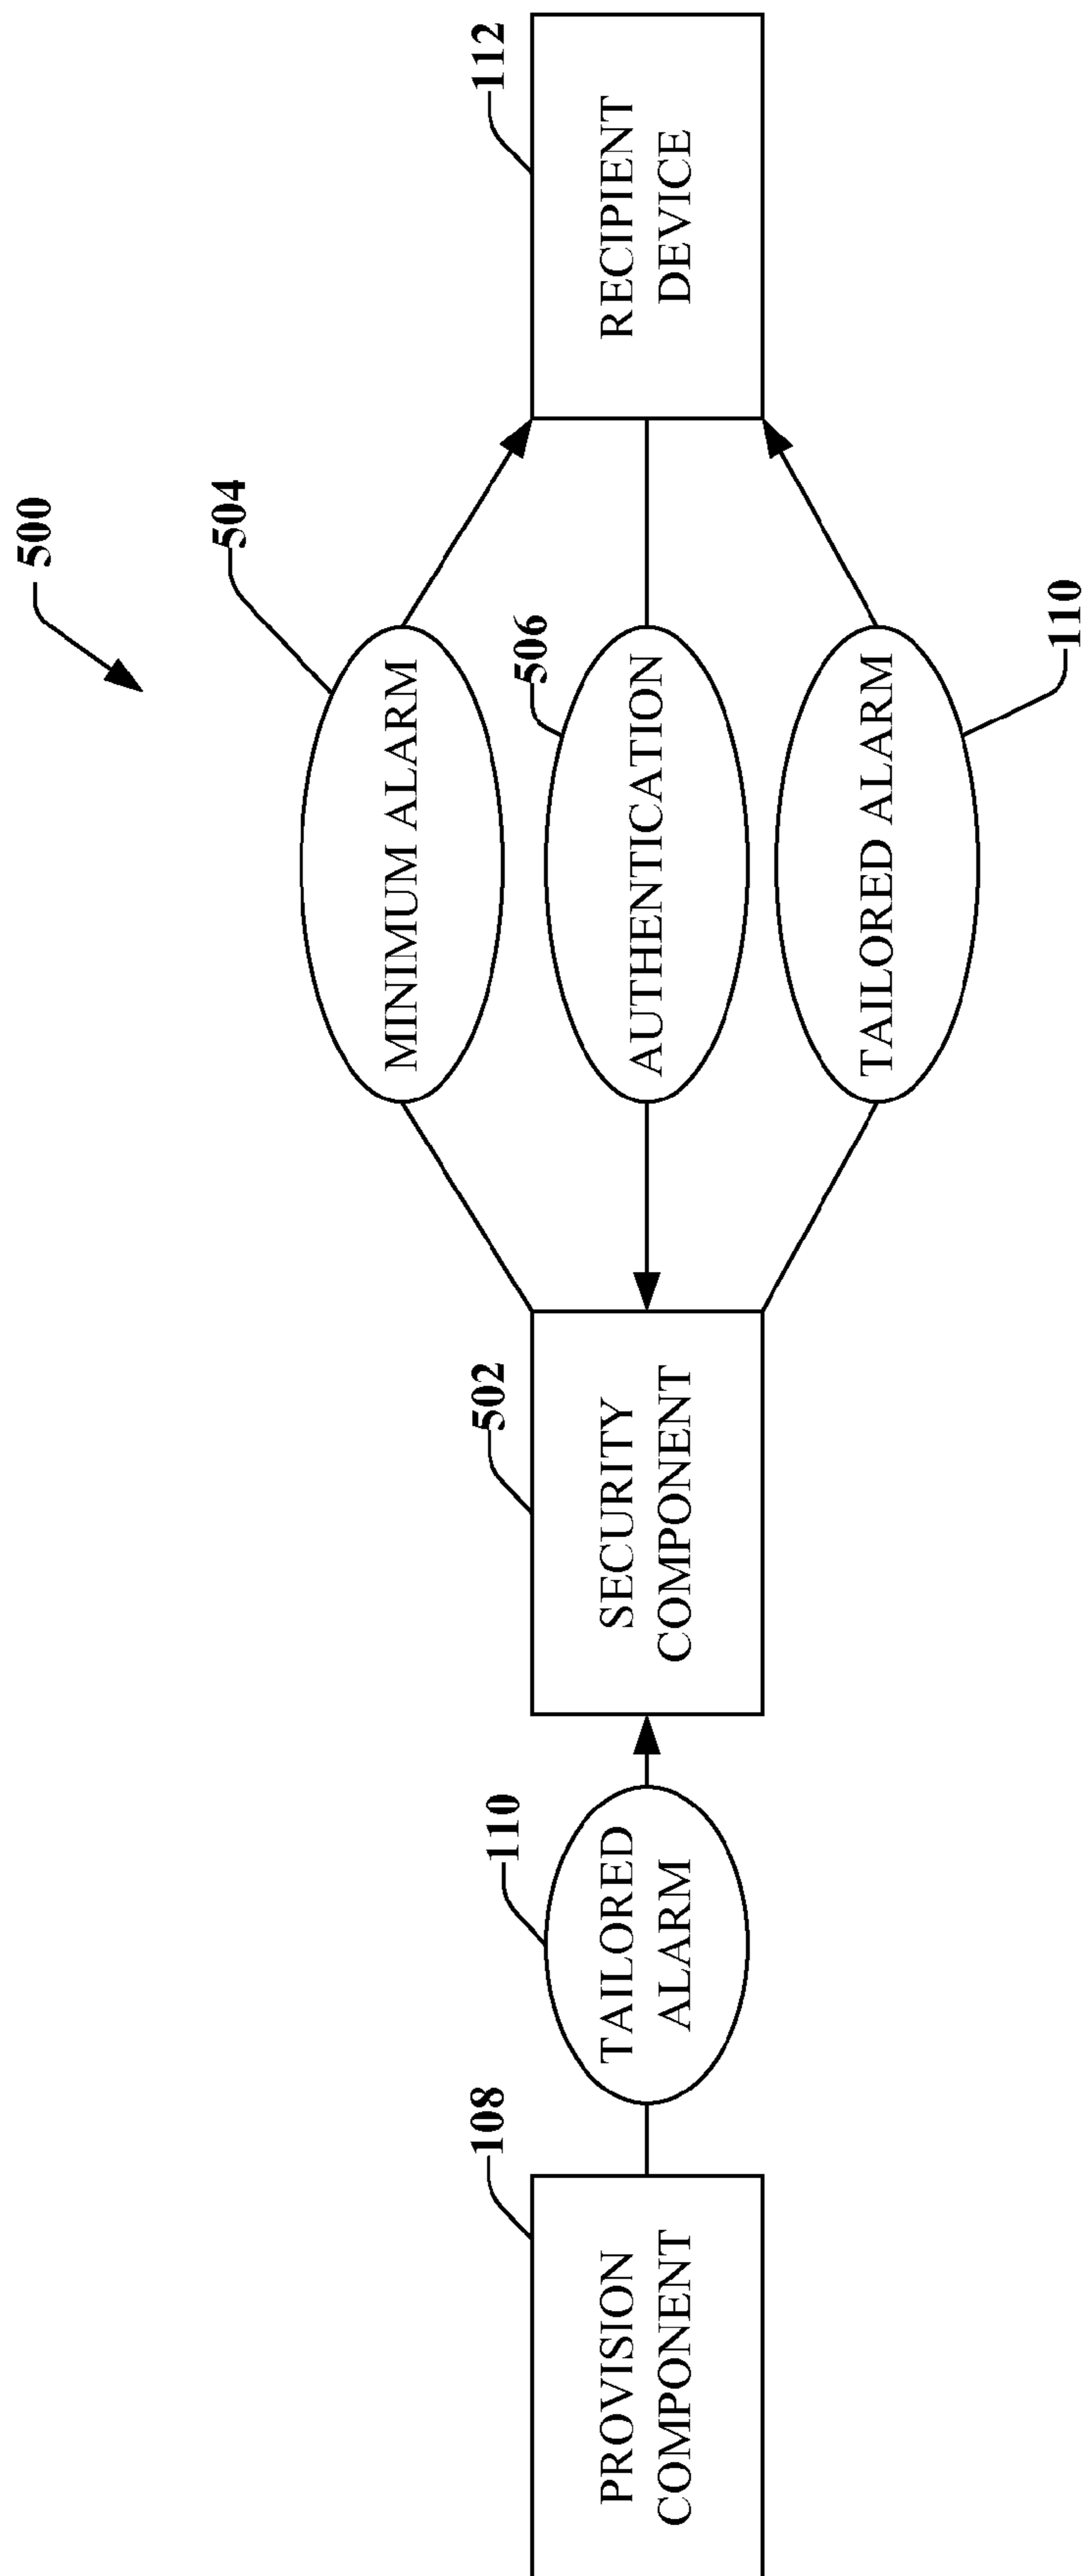 500
108
PROVISION
COMPONENT
110
TAILORED
ALARM
502
SECURITY
COMPONENT
504
MINIMUM ALARM
506
AUTHENTICATION
TAILORED ALARM
110
112
RECIPIENT
DEVICE